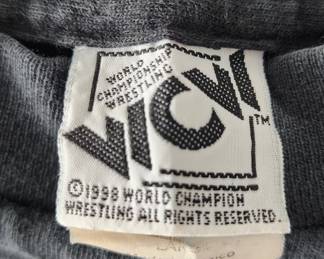 WORLD
CHAMPIONSHIP
WRESTLING
WCW
TM
© 1998 WORLD CHAMPION
WRESTLING ALL RIGHTS RESERVED.